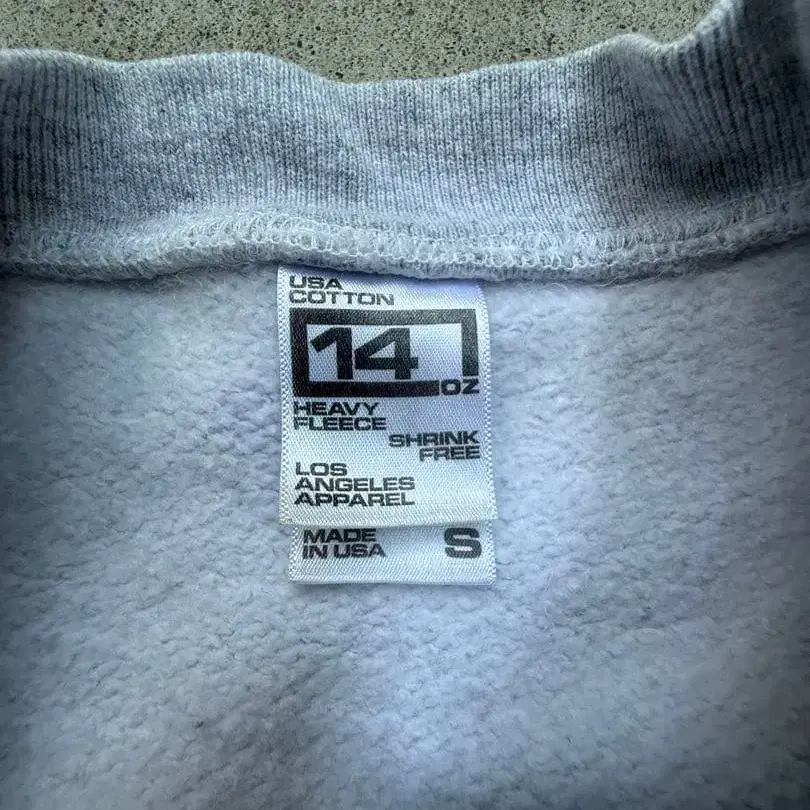 USA
COTTON
14
OZ
HEAVY
FLEECE
SHRINK
FREE
LOS
ANGELES
APPAREL
MADE
IN USA
S